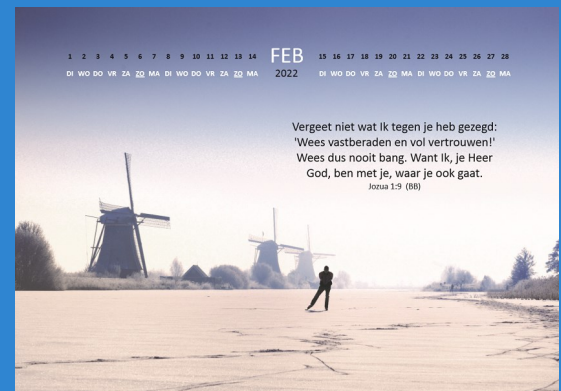 1 2 3 4 5 6 7 8 9 10 11 12 13 14 FEB 15 16 17 18 19 20 21 22 23 24 25 26 27 28
DI WO DO VR ZA ZO MA DI WO DO VR ZA ZO MA 2022 DI WO DO VR ZA ZO MA DI WO DO VR ZA ZO MA
Vergeet niet wat Ik tegen je heb gezegd:
'Wees vastberaden en vol vertrouwen!'
Wees dus nooit bang. Want Ik, je Heer
God, ben met je, waar je ook gaat.
Jozua 1:9 (BB)